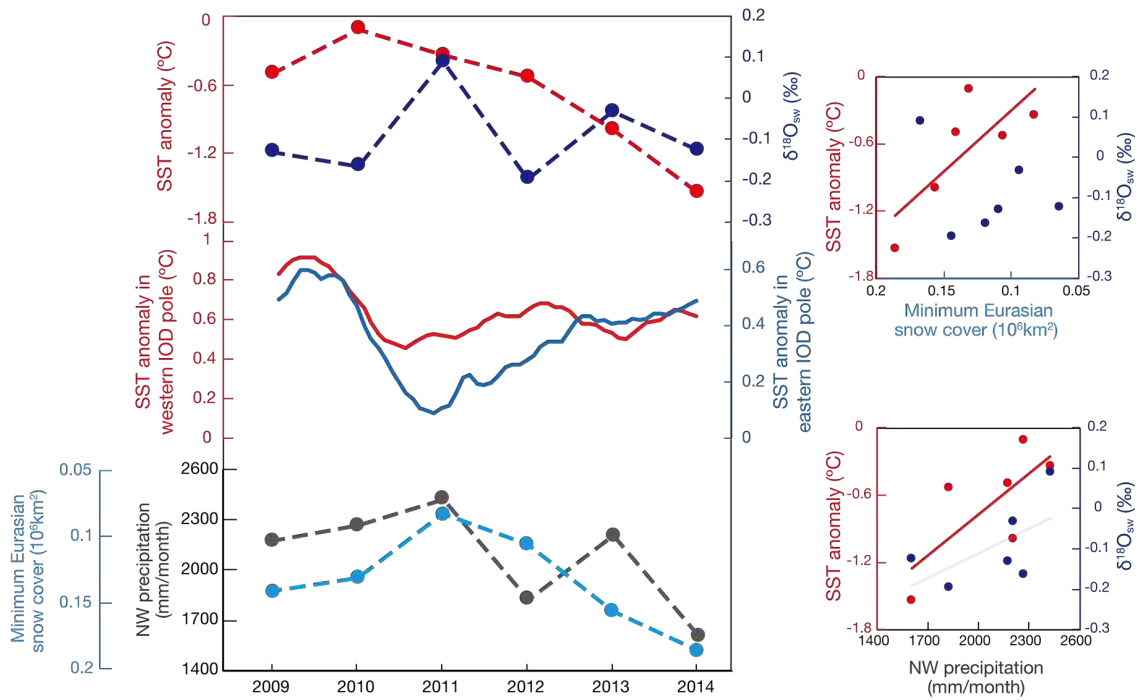 0
-0.6
-1.2
-1.8
SST anomaly (ºC)
0.2
0.1
0
-0.1
-0.2
-0.3
δ¹⁸Osw (‰)
1
0.8
0.6
0.4
0.2
0
SST anomaly in
western IOD pole (ºC)
0.6
0.4
0.2
0
SST anomaly in
eastern IOD pole (ºC)
0.05
0.1
0.15
0.2
Minimum Eurasian
snow cover (10⁶km²)
2600
2300
2000
1700
1400
NW precipitation
(mm/month)
2009 2010 2011 2012 2013 2014
0
-0.6
-1.2
-1.8
SST anomaly (ºC)
0.2
0.1
0
-0.1
-0.2
-0.3
δ¹⁸Osw (‰)
0.2 0.15 0.1 0.05
Minimum Eurasian
snow cover (10⁶km²)
0
-0.6
-1.2
-1.8
SST anomaly (ºC)
0.2
0.1
0
-0.1
-0.2
-0.3
δ¹⁸Osw (‰)
1400 1700 2000 2300 2600
NW precipitation
(mm/month)